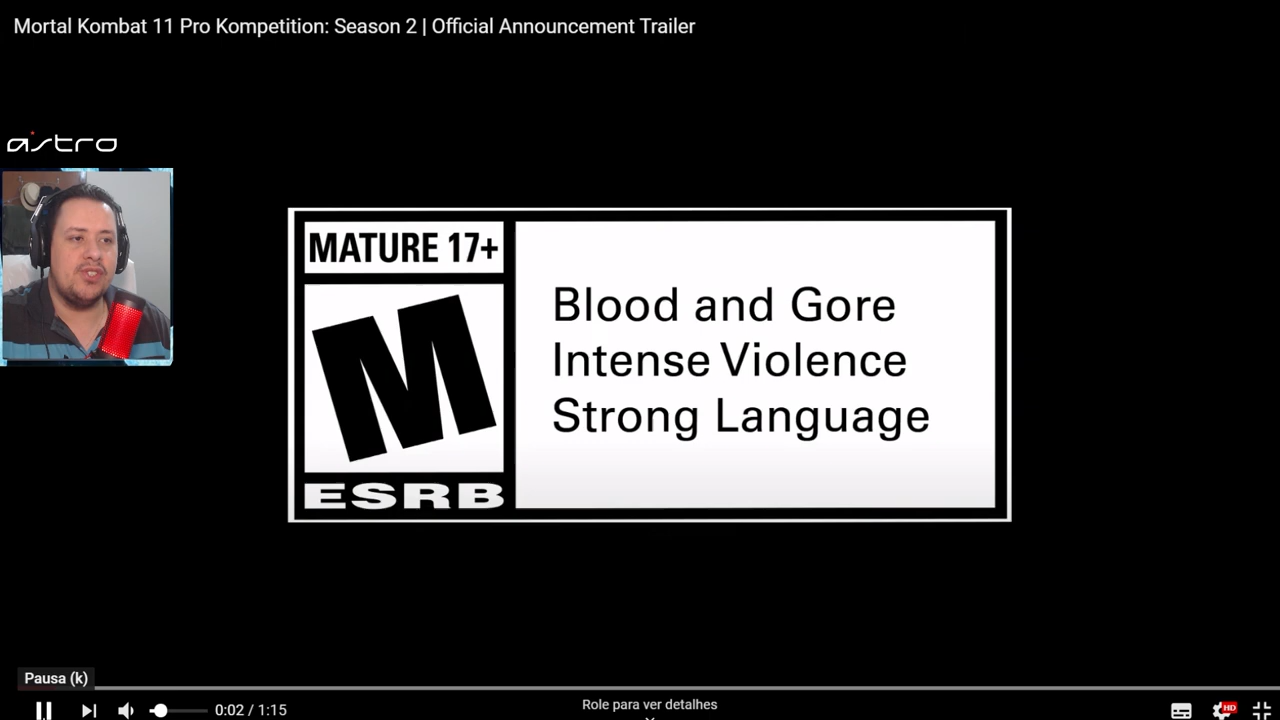 Mortal Kombat 11 Pro Kompetition: Season 2 | Official Announcement Trailer
astro
MATURE 17+
M
ESRB
Blood and Gore
Intense Violence
Strong Language
Pausa (k)
0:02 / 1:15
Role para ver detalhes
HD